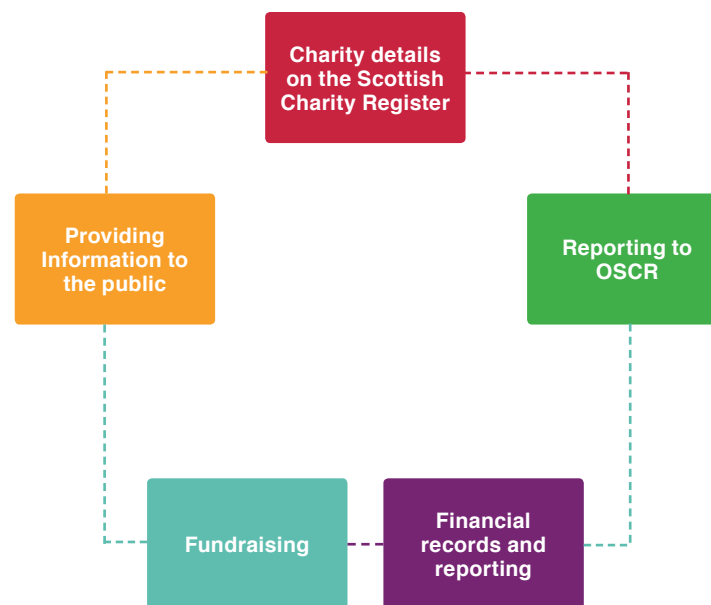 Charity details
on the Scottish
Charity Register
Providing
Information to
the public
Reporting to
OSCR
Fundraising
Financial
records and
reporting